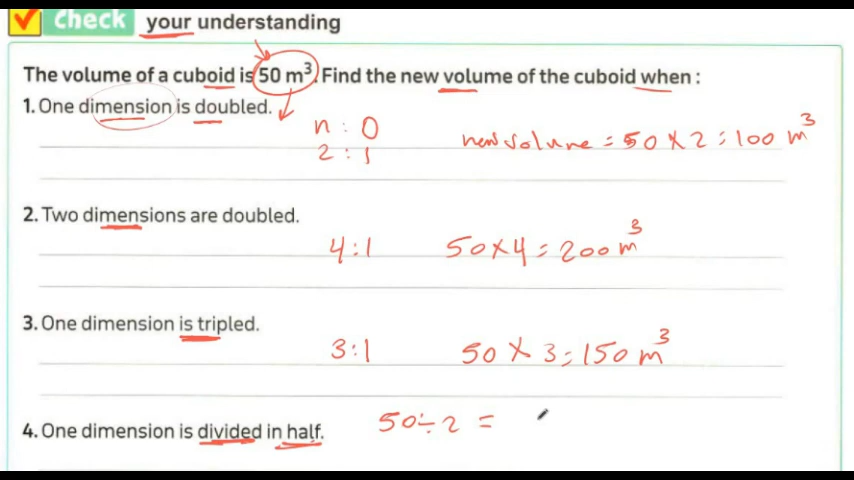 Check your understanding
The volume of a cuboid is 50 m³. Find the new volume of the cuboid when :
1. One dimension is doubled.
n : 0
2 : 1
new volume = 50 × 2 = 100 m³
2. Two dimensions are doubled.
4 : 1 50 × 4 = 200 m³
3. One dimension is tripled.
3 : 1 50 × 3 = 150 m³
4. One dimension is divided in half. 50 ÷ 2 =